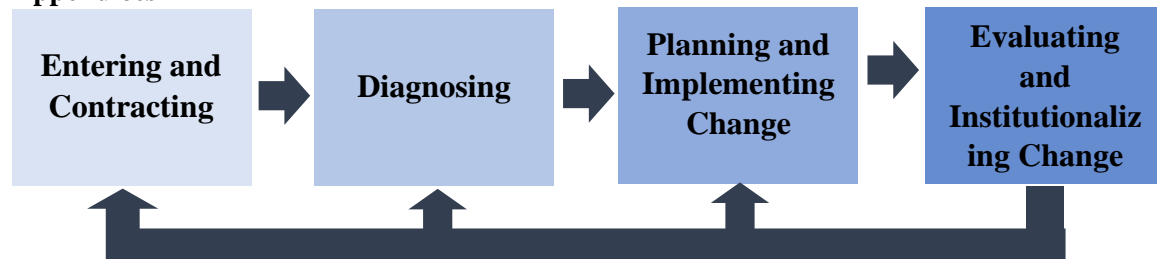 Entering and
Contracting
Diagnosing
Planning and
Implementing
Change
Evaluating
and
Institutionaliz
ing Change